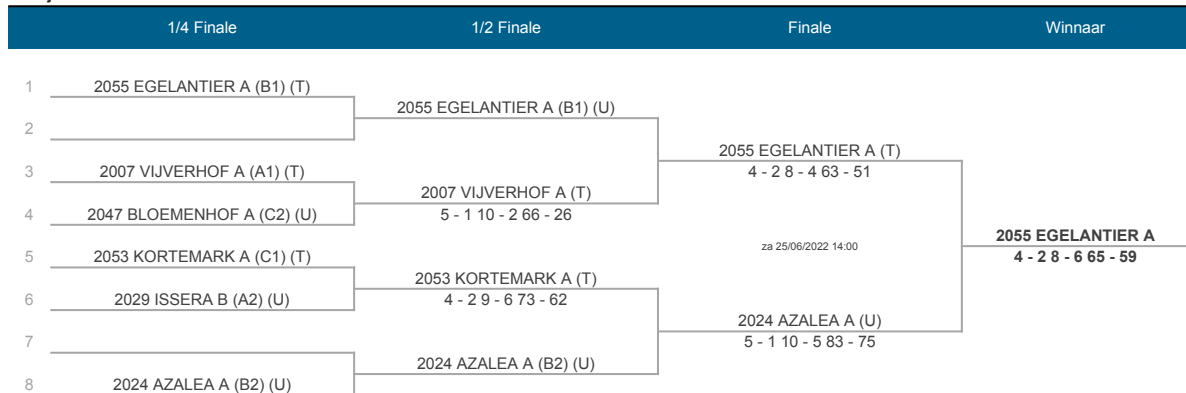 1/4 Finale 1/2 Finale Finale Winnaar
1 2055 EGELANTIER A (B1) (T)
2055 EGELANTIER A (B1) (U)
2
2055 EGELANTIER A (T)
3 2007 VIJVERHOF A (A1) (T)
4 - 2 8 - 4 63 - 51
2007 VIJVERHOF A (T)
4 2047 BLOEMENHOF A (C2) (U)
5 - 1 10 - 2 66 - 26
2055 EGELANTIER A
za 25/06/2022 14:00
5 2053 KORTEMARK A (C1) (T)
4 - 2 8 - 6 65 - 59
2053 KORTEMARK A (T)
6 2029 ISSERA B (A2) (U)
4 - 2 9 - 6 73 - 62
2024 AZALEA A (U)
7
5 - 1 10 - 5 83 - 75
2024 AZALEA A (B2) (U)
8 2024 AZALEA A (B2) (U)